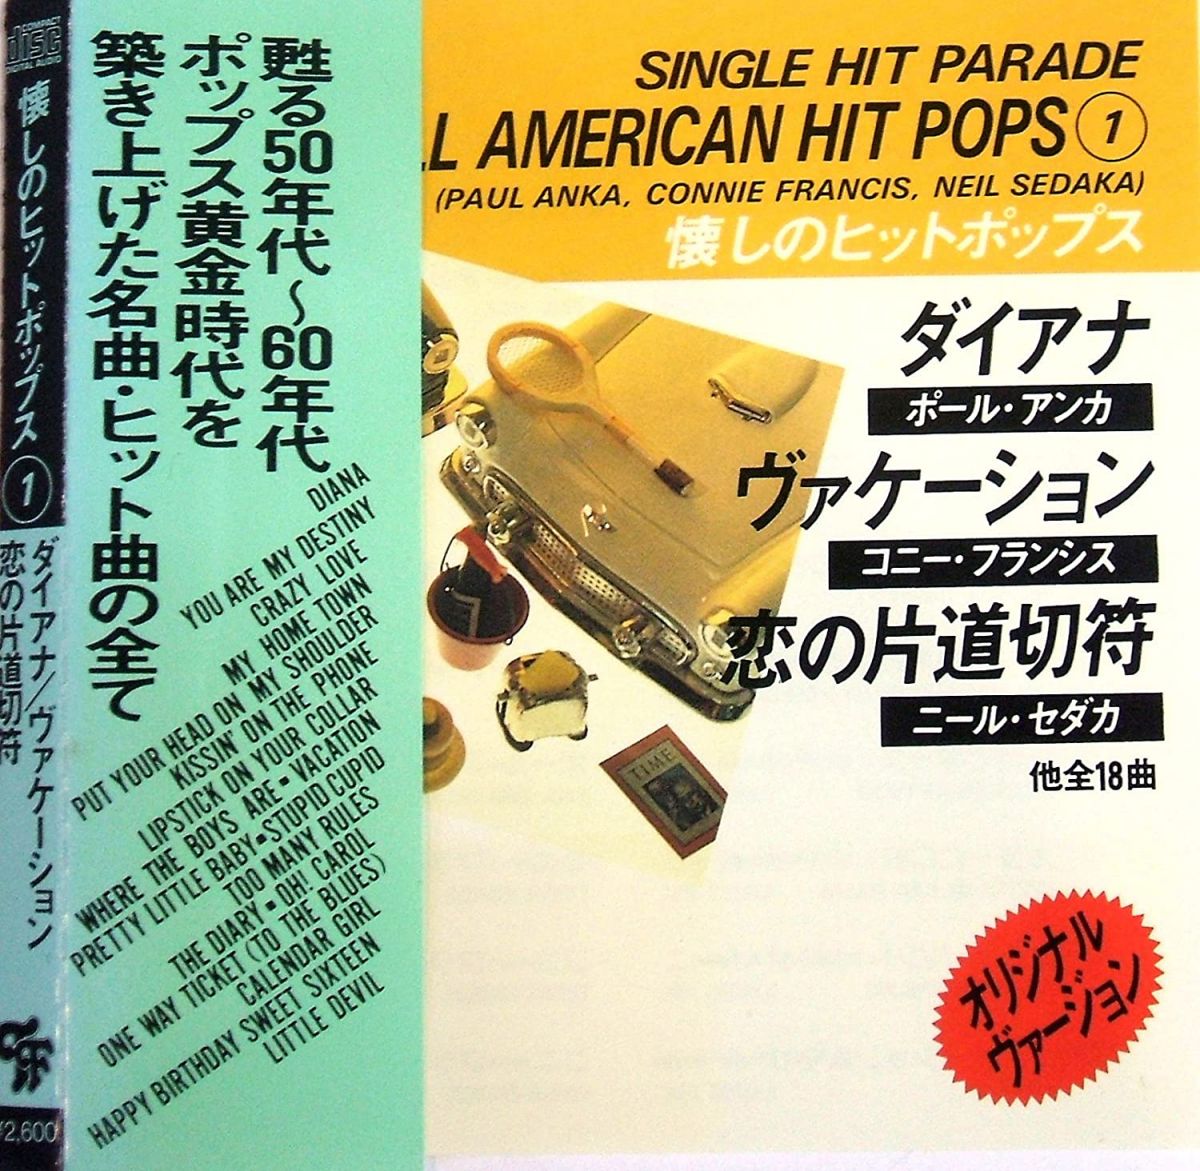 COMPACT
disc
DIGITAL AUDIO
懐しのヒットポップス①
ダイアナ/ヴァケーション
恋の片道切符
¥2,600
甦る50年代〜60年代
ポップス黄金時代を
築き上げた名曲・ヒット曲の全て
DIANA
YOU ARE MY DESTINY
CRAZY LOVE
MY HOME TOWN
PUT YOUR HEAD ON MY SHOULDER
KISSIN' ON THE PHONE
LIPSTICK ON YOUR COLLAR
WHERE THE BOYS ARE▪VACATION
PRETTY LITTLE BABY▪STUPID CUPID
TOO MANY RULES
THE DIARY▪OH! CAROL
ONE WAY TICKET (TO THE BLUES)
CALENDAR GIRL
HAPPY BIRTHDAY SWEET SIXTEEN
LITTLE DEVIL
SINGLE HIT PARADE
LL AMERICAN HIT POPS①
(PAUL ANKA, CONNIE FRANCIS, NEIL SEDAKA)
懐しのヒットポップス
ダイアナ
ポール・アンカ
ヴァケーション
コニー・フランシス
恋の片道切符
ニール・セダカ
他全18曲
TIME
オリジナル
ヴァージョン